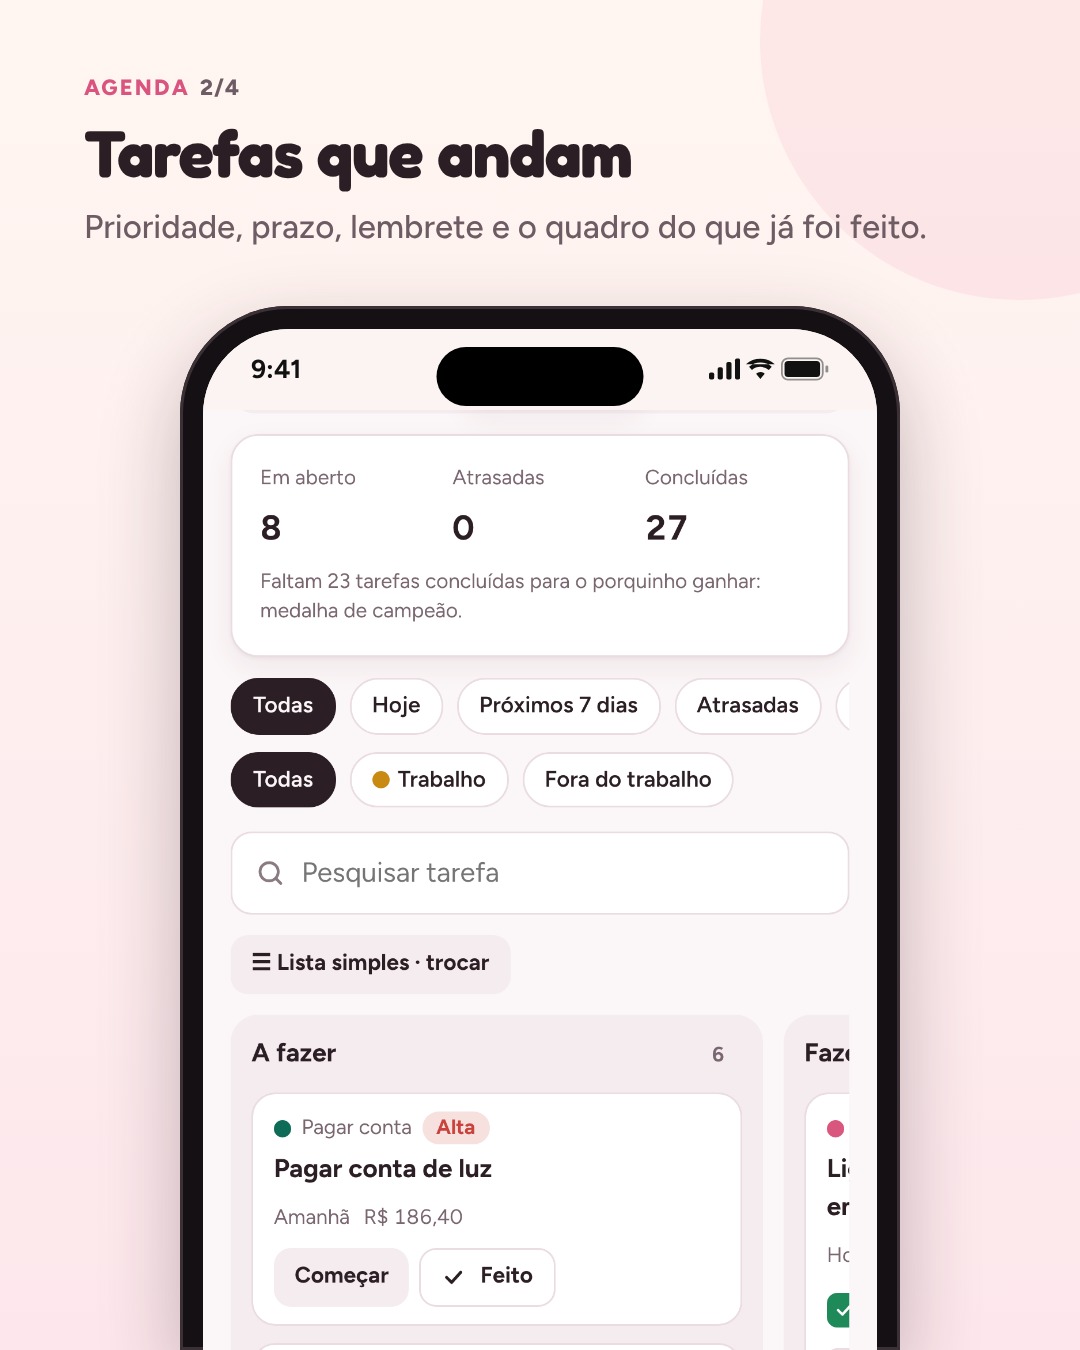 AGENDA 2/4
Tarefas que andam
Prioridade, prazo, lembrete e o quadro do que já foi feito.
9:41
Em aberto Atrasadas Concluídas
8 0 27
Faltam 23 tarefas concluídas para o porquinho ganhar:
medalha de campeão.
Todas Hoje Próximos 7 dias Atrasadas
Todas Trabalho Fora do trabalho
Pesquisar tarefa
☰ Lista simples · trocar
A fazer 6
Pagar conta Alta
Pagar conta de luz
Amanhã R$ 186,40
Começar Feito